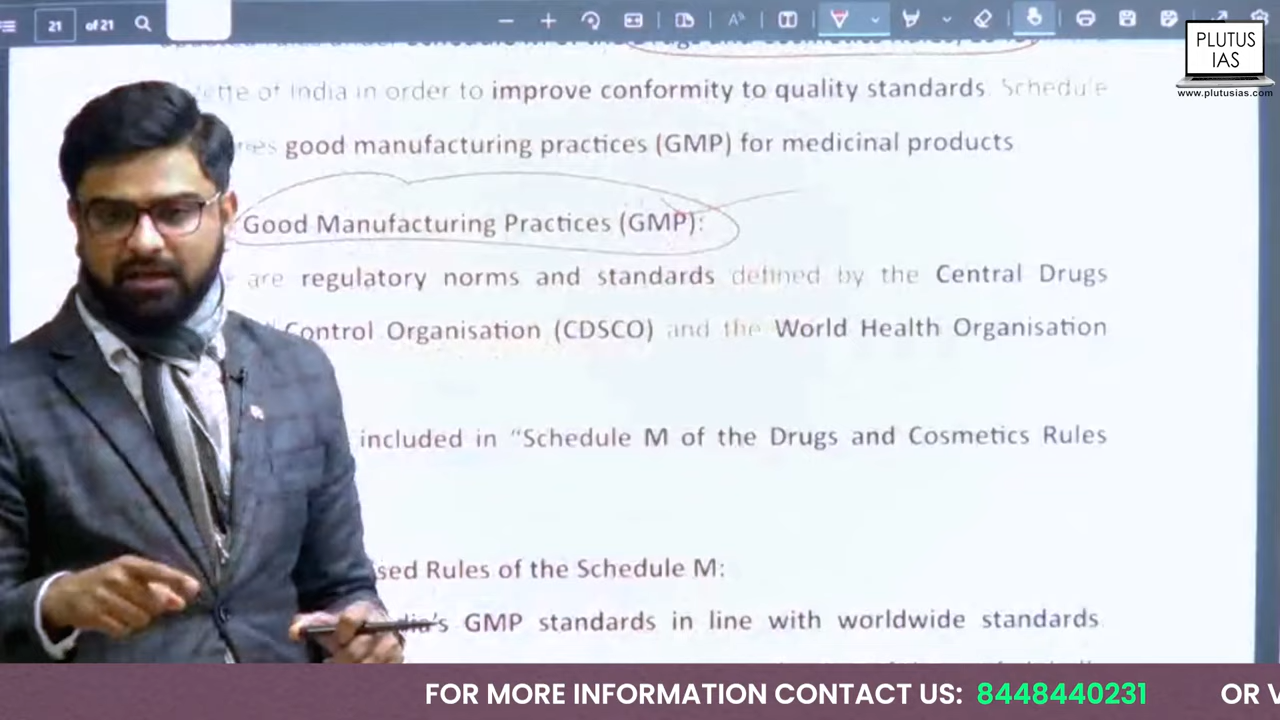 21 of 21
PLUTUS
IAS
www.plutusias.com
of India in order to improve conformity to quality standards. Schedule
good manufacturing practices (GMP) for medicinal products
Good Manufacturing Practices (GMP):
are regulatory norms and standards defined by the Central Drugs
Control Organisation (CDSCO) and the World Health Organisation
included in “Schedule M of the Drugs and Cosmetics Rules
Rules of the Schedule M:
GMP standards in line with worldwide standards
FOR MORE INFORMATION CONTACT US: 8448440231 OR